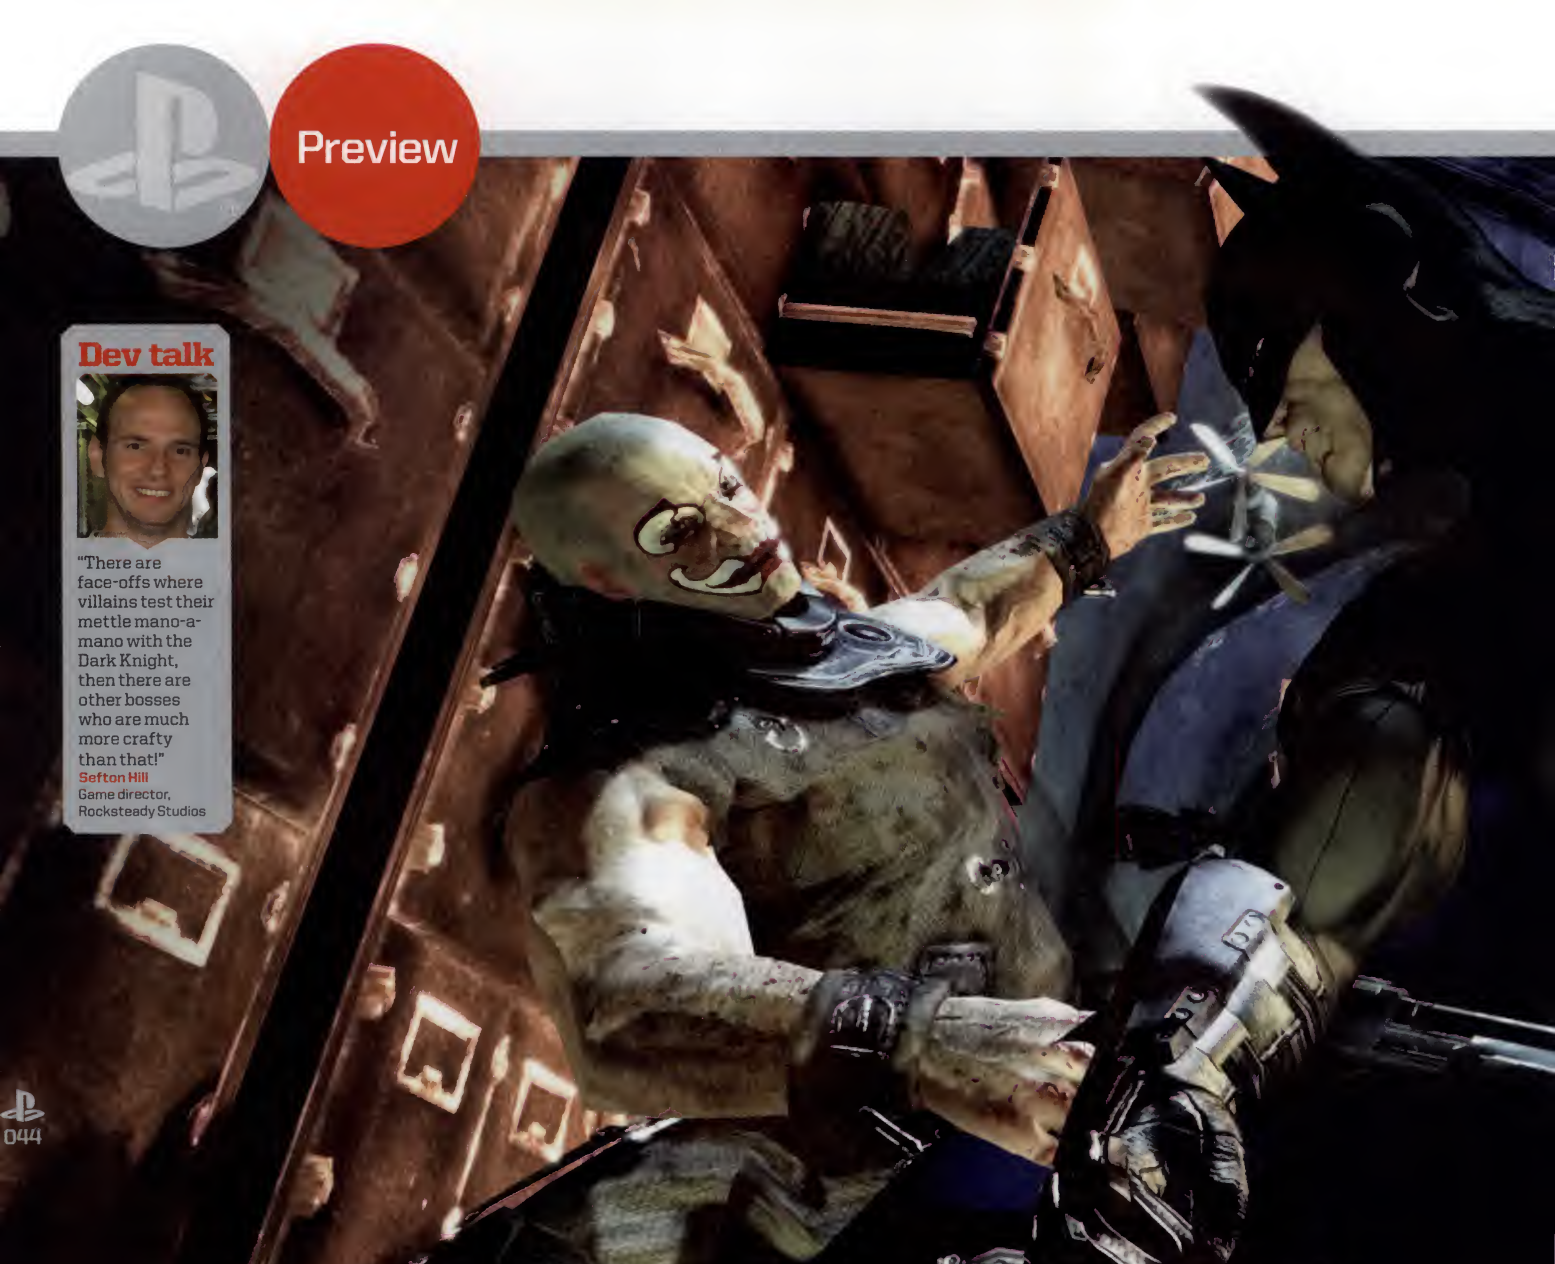 Preview
Dev talk
"There are
face-offs where
villains test their
mettle mano-a-
mano with the
Dark Knight,
then there are
other bosses
who are much
more crafty
than that!"
Sefton Hill
Game director,
Rocksteady Studios
044